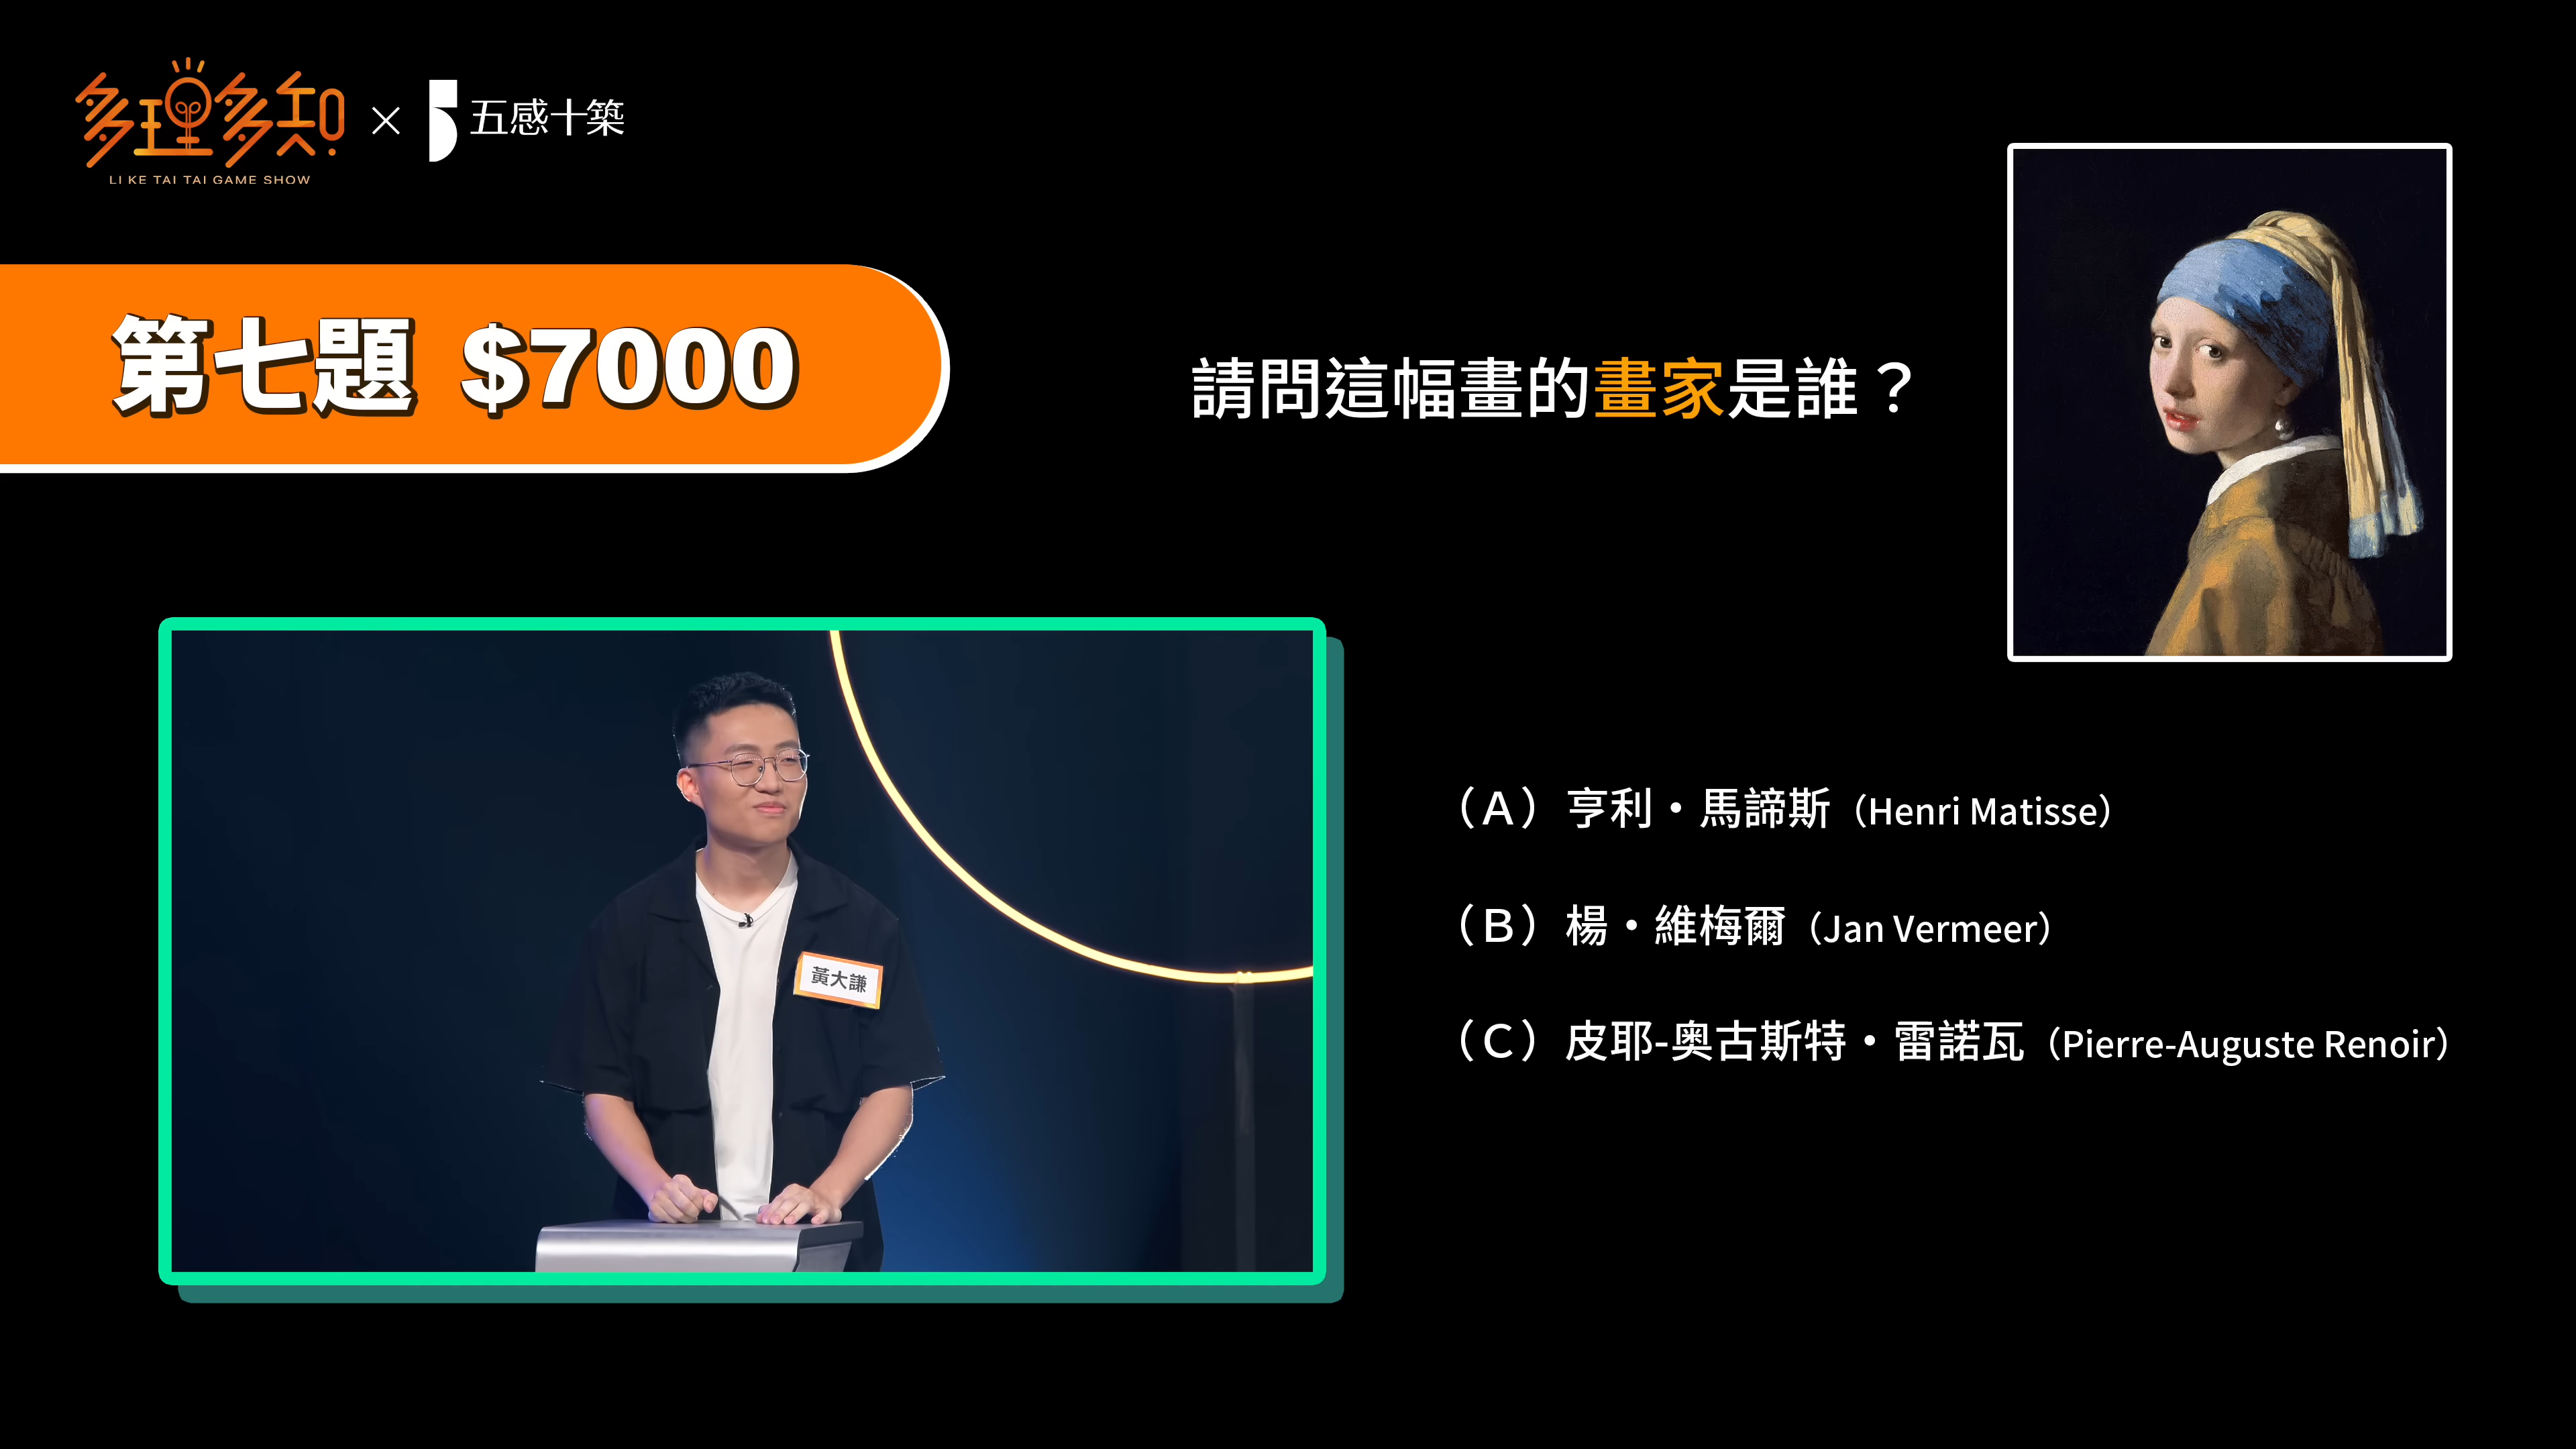 多理多知
LI KE TAI TAI GAME SHOW
×
五感十築
第七題 $7000
請問這幅畫的畫家是誰？
黃大謙
（A）亨利・馬諦斯（Henri Matisse）
（B）楊・維梅爾（Jan Vermeer）
（C）皮耶-奧古斯特・雷諾瓦（Pierre-Auguste Renoir）